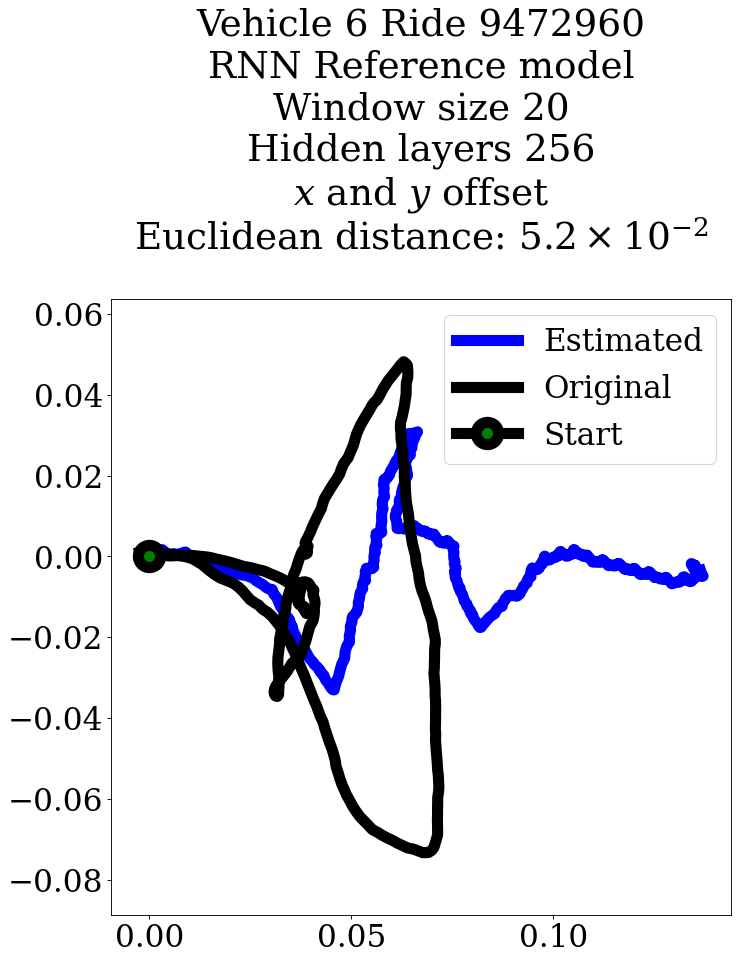 Vehicle 6 Ride 9472960
RNN Reference model
Window size 20
Hidden layers 256
x and y offset
Euclidean distance: 5.2 × 10⁻²
0.06
0.04
0.02
0.00
−0.02
−0.04
−0.06
−0.08
Estimated
Original
Start
0.00 0.05 0.10